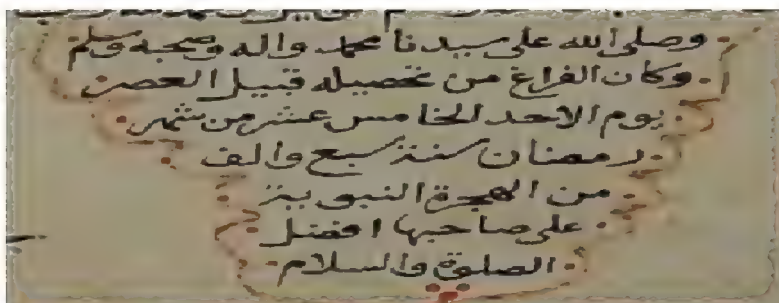 وصلى الله على سيدنا محمد واله وصحبه وسلم
وكان الفراغ من تحصيله قبيل العصر
يوم الاحد الخامس عشر من شهر
رمضان سنة سبع والف
من الهجرة النبوية
على صاحبها افضل
الصلوة والسلام